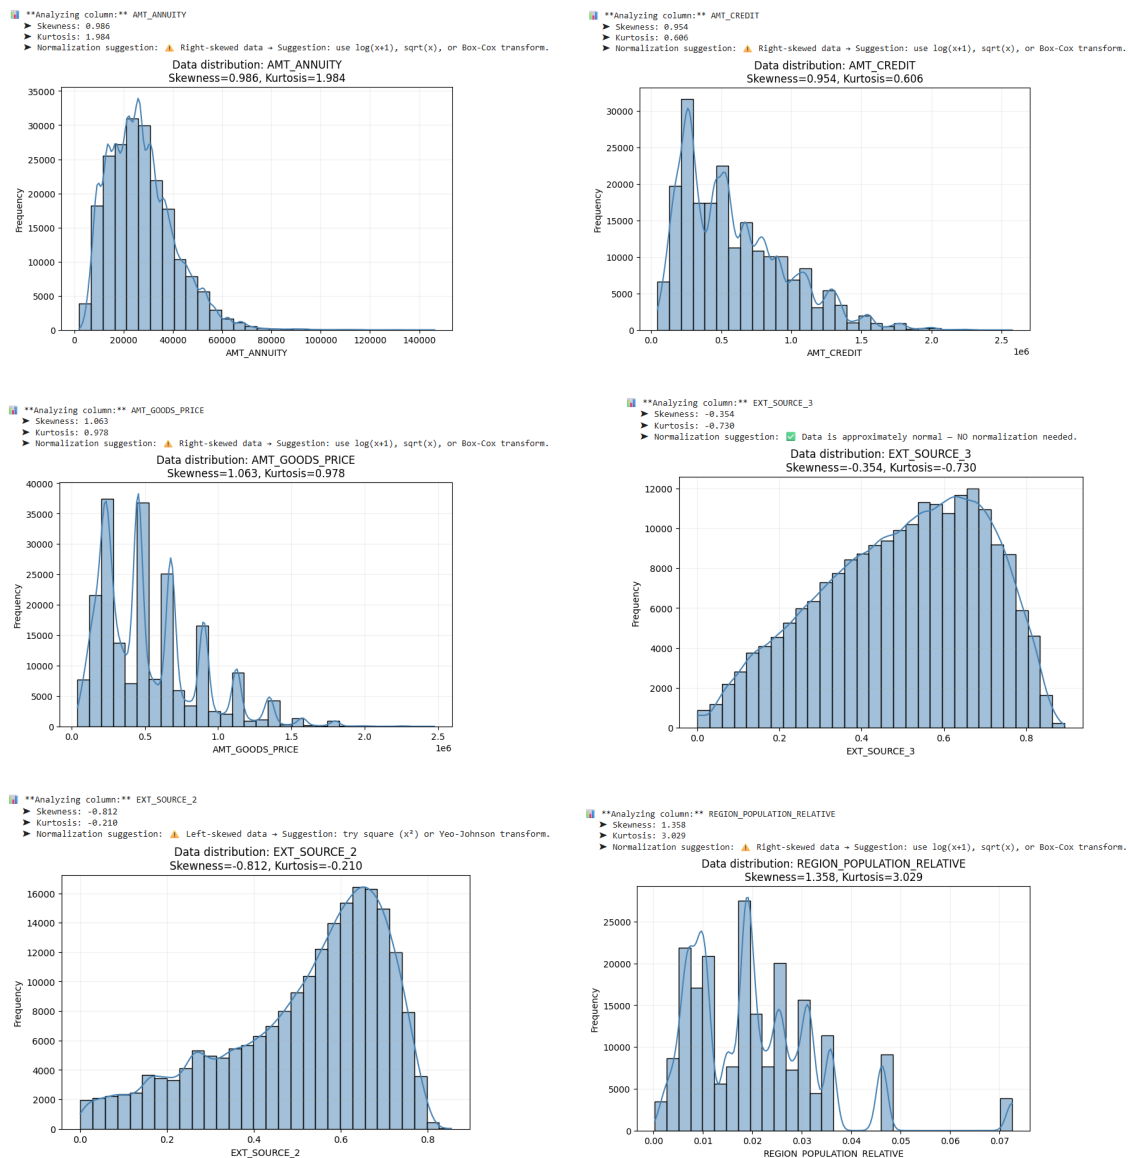 📊 **Analyzing column:** AMT_ANNUITY
➤ Skewness: 0.986
➤ Kurtosis: 1.984
➤ Normalization suggestion: ⚠️ Right-skewed data → Suggestion: use log(x+1), sqrt(x), or Box-Cox transform.
Data distribution: AMT_ANNUITY
Skewness=0.986, Kurtosis=1.984
35000
30000
25000
20000
15000
10000
5000
0
Frequency
0 20000 40000 60000 80000 100000 120000 140000
AMT_ANNUITY
📊 **Analyzing column:** AMT_CREDIT
➤ Skewness: 0.954
➤ Kurtosis: 0.606
➤ Normalization suggestion: ⚠️ Right-skewed data → Suggestion: use log(x+1), sqrt(x), or Box-Cox transform.
Data distribution: AMT_CREDIT
Skewness=0.954, Kurtosis=0.606
30000
25000
20000
15000
10000
5000
0
Frequency
0.0 0.5 1.0 1.5 2.0 2.5
1e6
AMT_CREDIT
📊 **Analyzing column:** AMT_GOODS_PRICE
➤ Skewness: 1.063
➤ Kurtosis: 0.978
➤ Normalization suggestion: ⚠️ Right-skewed data → Suggestion: use log(x+1), sqrt(x), or Box-Cox transform.
Data distribution: AMT_GOODS_PRICE
Skewness=1.063, Kurtosis=0.978
40000
35000
30000
25000
20000
15000
10000
5000
0
Frequency
0.0 0.5 1.0 1.5 2.0 2.5
1e6
AMT_GOODS_PRICE
📊 **Analyzing column:** EXT_SOURCE_3
➤ Skewness: -0.354
➤ Kurtosis: -0.730
➤ Normalization suggestion: ✅ Data is approximately normal — NO normalization needed.
Data distribution: EXT_SOURCE_3
Skewness=-0.354, Kurtosis=-0.730
12000
10000
8000
6000
4000
2000
0
Frequency
0.0 0.2 0.4 0.6 0.8
EXT_SOURCE_3
📊 **Analyzing column:** EXT_SOURCE_2
➤ Skewness: -0.812
➤ Kurtosis: -0.210
➤ Normalization suggestion: ⚠️ Left-skewed data → Suggestion: try square (x²) or Yeo-Johnson transform.
Data distribution: EXT_SOURCE_2
Skewness=-0.812, Kurtosis=-0.210
16000
14000
12000
10000
8000
6000
4000
2000
0
Frequency
0.0 0.2 0.4 0.6 0.8
EXT_SOURCE_2
📊 **Analyzing column:** REGION_POPULATION_RELATIVE
➤ Skewness: 1.358
➤ Kurtosis: 3.029
➤ Normalization suggestion: ⚠️ Right-skewed data → Suggestion: use log(x+1), sqrt(x), or Box-Cox transform.
Data distribution: REGION_POPULATION_RELATIVE
Skewness=1.358, Kurtosis=3.029
25000
20000
15000
10000
5000
0
Frequency
0.00 0.01 0.02 0.03 0.04 0.05 0.06 0.07
REGION_POPULATION_RELATIVE